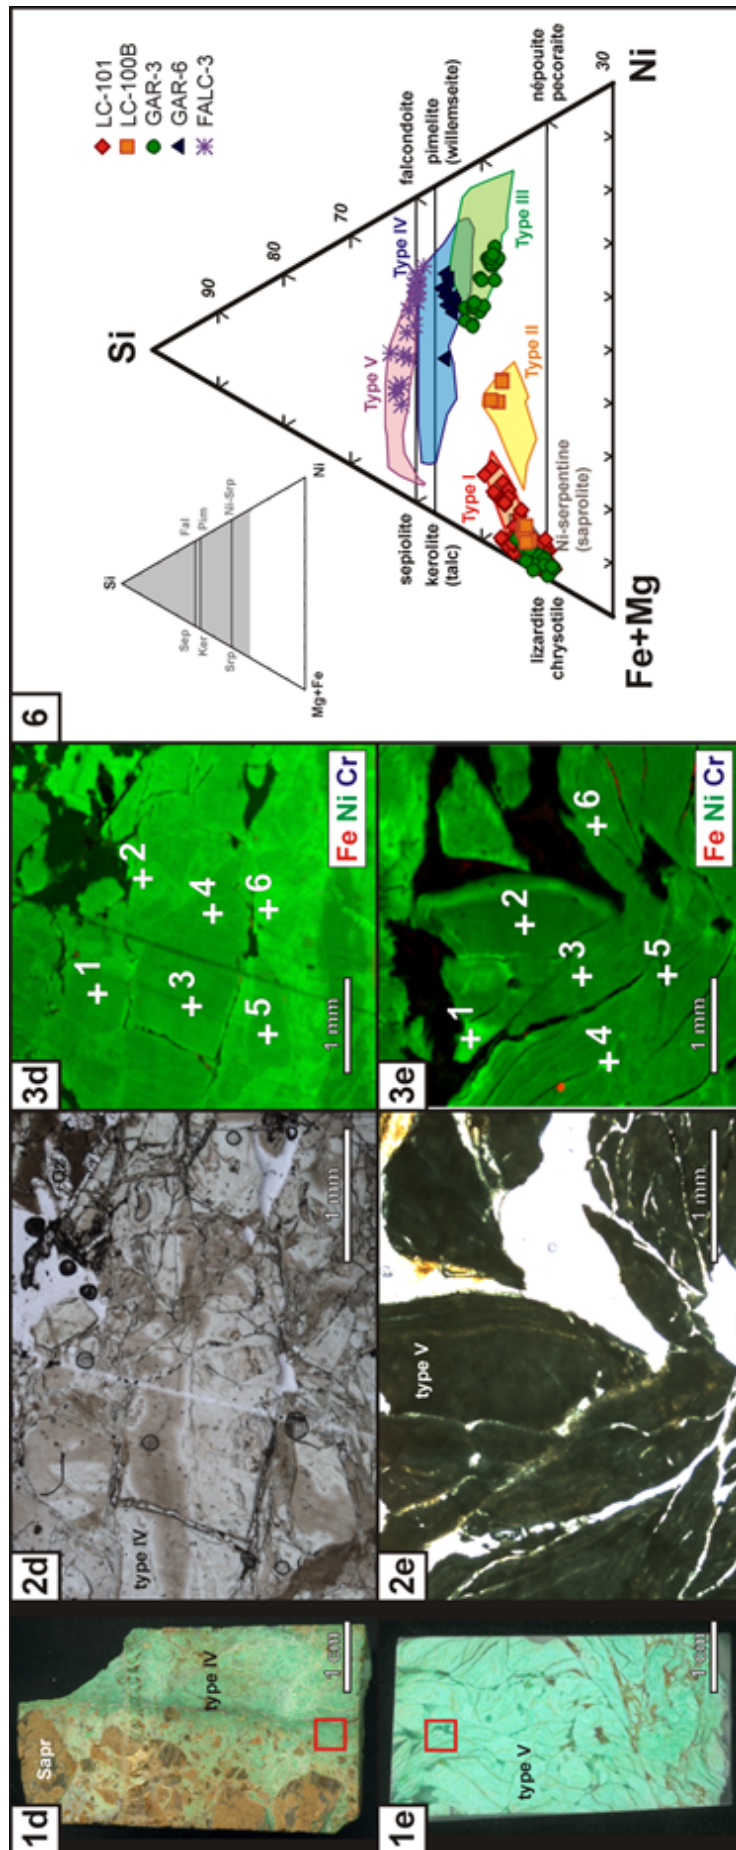 1d
Sapr
type IV
1 cm
2d
type IV
Qz
1 mm
3d
+1
+2
+3
+4
+5
+6
1 mm
Fe Ni Cr
1e
type V
1 cm
2e
type V
1 mm
3e
+1
+2
+3
+4
+5
+6
1 mm
Fe Ni Cr
6
Si
Sep
Fal
Ker
Pim
Srp
Ni-Srp
Mg+Fe
Ni
LC-101
LC-100B
GAR-3
GAR-6
FALC-3
Si
90
80
70
Type V
Type IV
sepiolite
falcondoite
kerolite
(talc)
pimelite
(willemseite)
Type I
Type II
Type III
lizardite
chrysotile
Ni-serpentine
(saprolite)
népouite
pecoraite
30
Fe+Mg
Ni